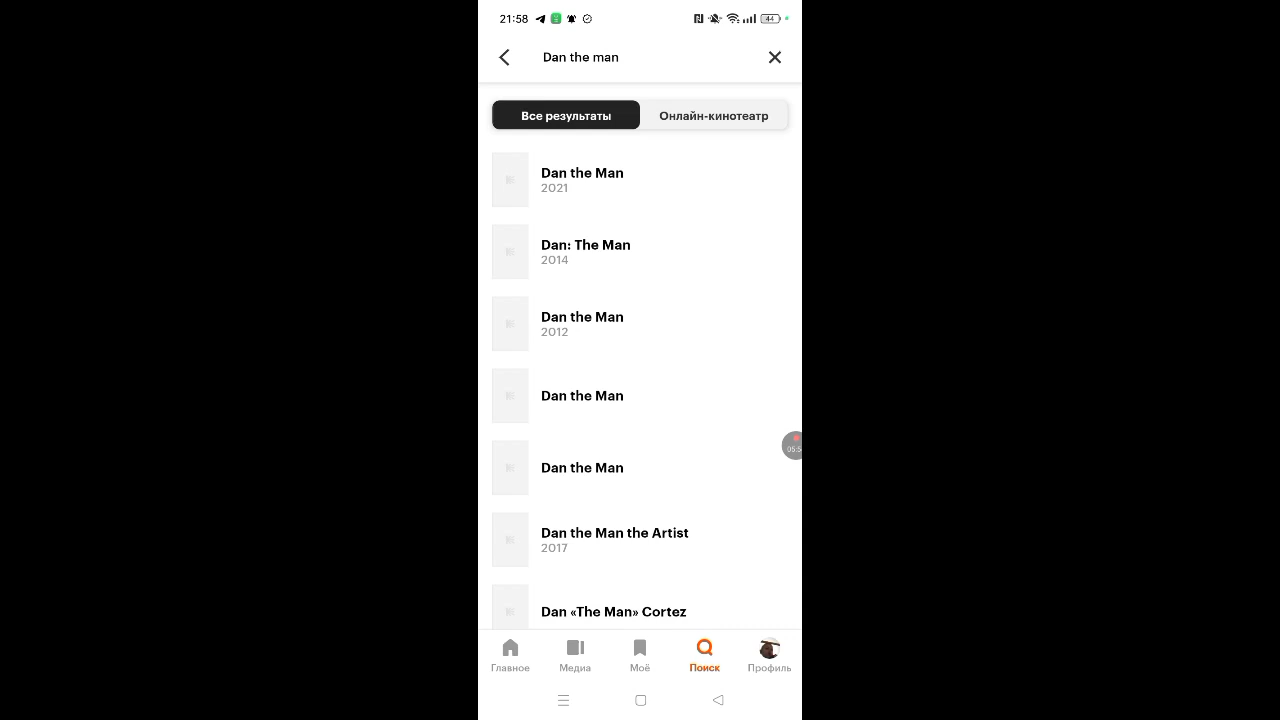 21:58
44
Dan the man
Все результаты
Онлайн-кинотеатр
Dan the Man
2021
Dan: The Man
2014
Dan the Man
2012
Dan the Man
Dan the Man
Dan the Man the Artist
2017
Dan «The Man» Cortez
Главное
Медиа
Моё
Поиск
Профиль